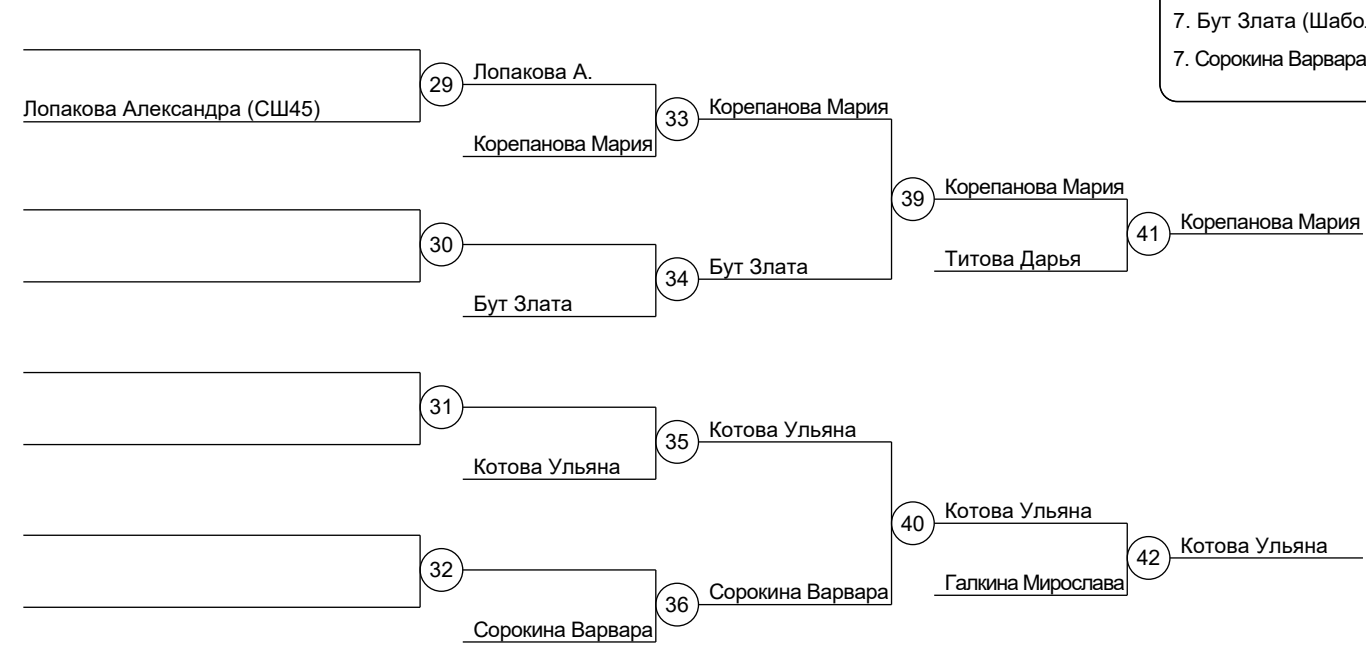 7. Бут Злата (Шабо
7. Сорокина Варвара
29
Лопакова А.
Лопакова Александра (СШ45)
33
Корепанова Мария
Корепанова Мария
39
Корепанова Мария
30
41
Корепанова Мария
34
Бут Злата
Титова Дарья
Бут Злата
31
35
Котова Ульяна
Котова Ульяна
40
Котова Ульяна
32
42
Котова Ульяна
36
Сорокина Варвара
Галкина Мирослава
Сорокина Варвара